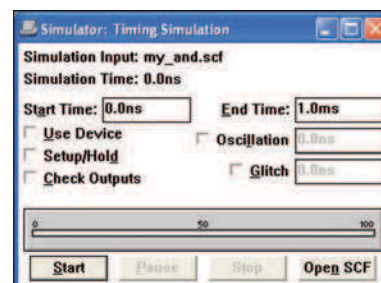 Simulator: Timing Simulation
Simulation Input: my_and.scf
Simulation Time: 0.0ns
Start Time: 0.0ns End Time: 1.0ms
Use Device Oscillation 0.0ns
Setup/Hold
Check Outputs Glitch 0.0ns
0 50 100
Start Pause Stop Open SCF